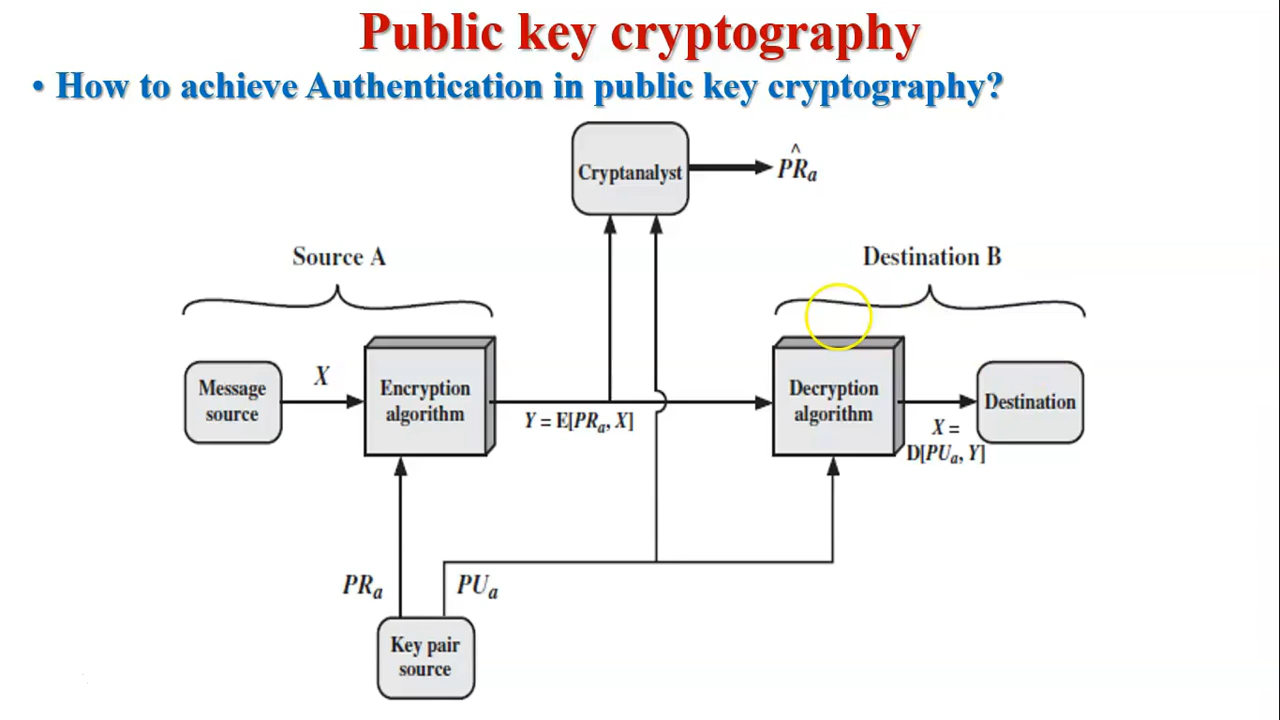 Public key cryptography
• How to achieve Authentication in public key cryptography?
Cryptanalyst
P̂Rₐ
Source A
Destination B
Message
source
X
Encryption
algorithm
Y = E[PRₐ, X]
Decryption
algorithm
X =
D[PUₐ, Y]
Destination
PRₐ
PUₐ
Key pair
source